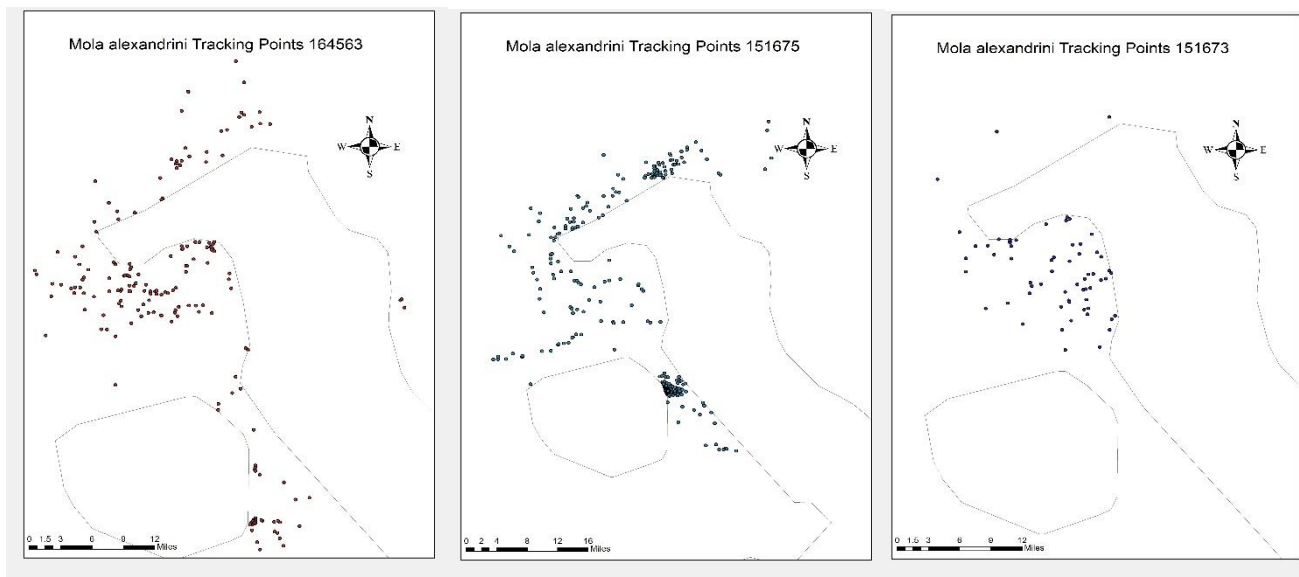 Mola alexandrini Tracking Points 164563
N
W E
S
0 1.5 3 6 9 12
Miles
Mola alexandrini Tracking Points 151675
N
W E
S
0 2 4 8 12 16
Miles
Mola alexandrini Tracking Points 151673
N
W E
S
0 1.5 3 6 9 12
Miles